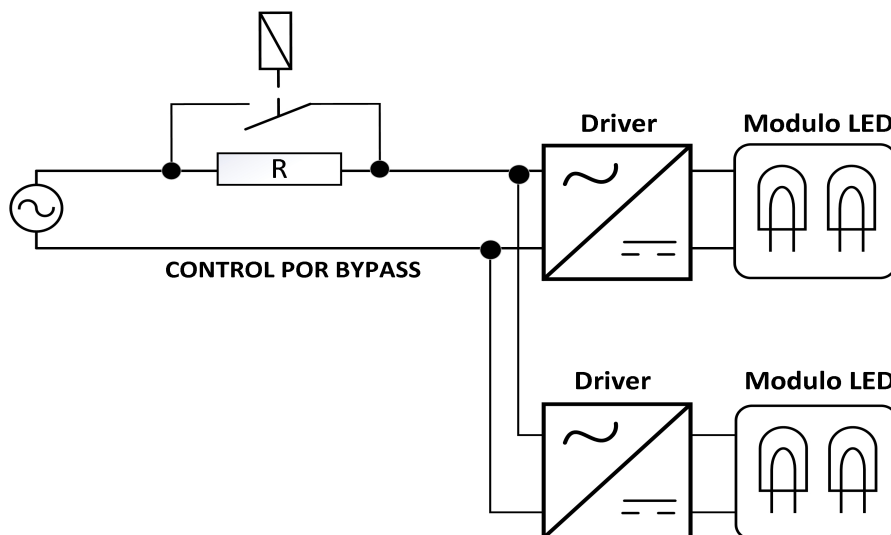 Driver
Modulo LED
R
CONTROL POR BYPASS
Driver
Modulo LED